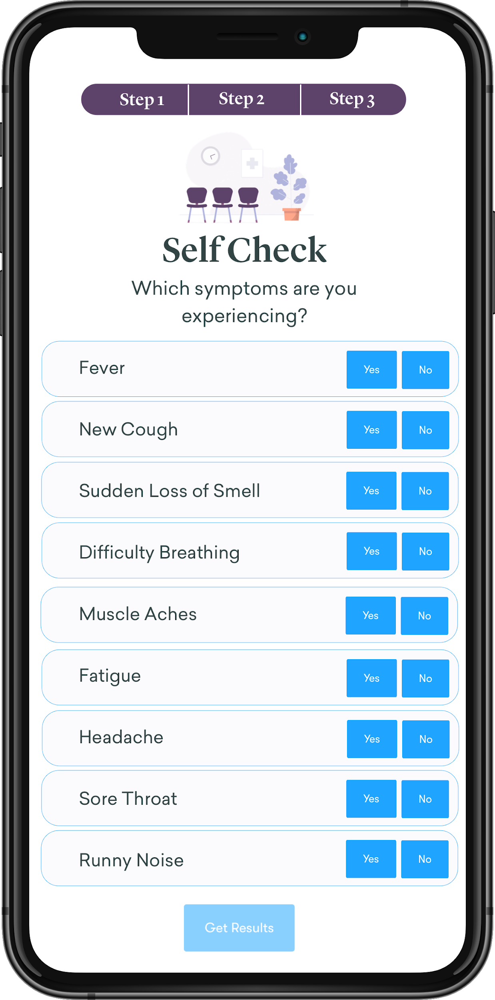 Step 1 Step 2 Step 3
Self Check
Which symptoms are you
experiencing?
Fever Yes No
New Cough Yes No
Sudden Loss of Smell Yes No
Difficulty Breathing Yes No
Muscle Aches Yes No
Fatigue Yes No
Headache Yes No
Sore Throat Yes No
Runny Noise Yes No
Get Results